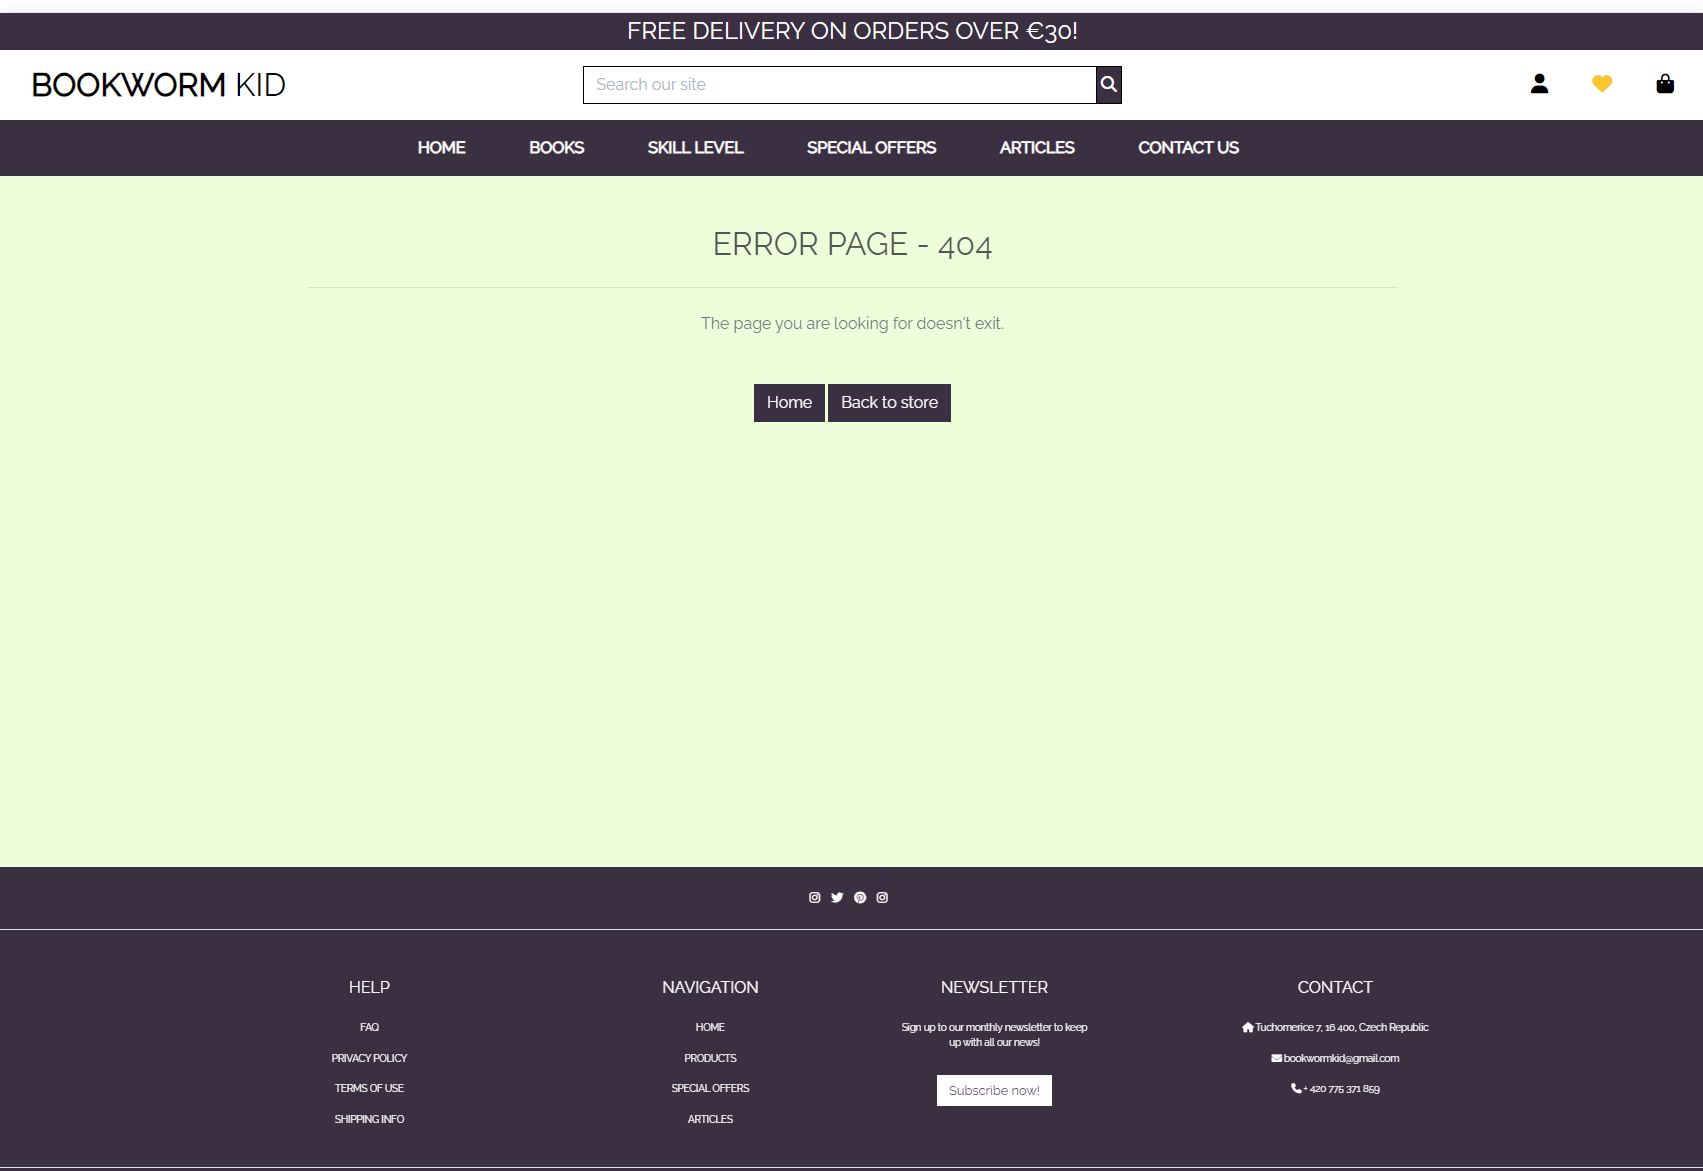 FREE DELIVERY ON ORDERS OVER €30!
BOOKWORM KID
Search our site
HOME BOOKS SKILL LEVEL SPECIAL OFFERS ARTICLES CONTACT US
ERROR PAGE - 404
The page you are looking for doesn't exit.
Home Back to store
HELP NAVIGATION NEWSLETTER CONTACT
FAQ
PRIVACY POLICY
TERMS OF USE
SHIPPING INFO
HOME
PRODUCTS
SPECIAL OFFERS
ARTICLES
Sign up to our monthly newsletter to keep
up with all our news!
Subscribe now!
Tuchomerice 7, 16 400, Czech Republic
bookwormkid@gmail.com
+ 420 775 371 859